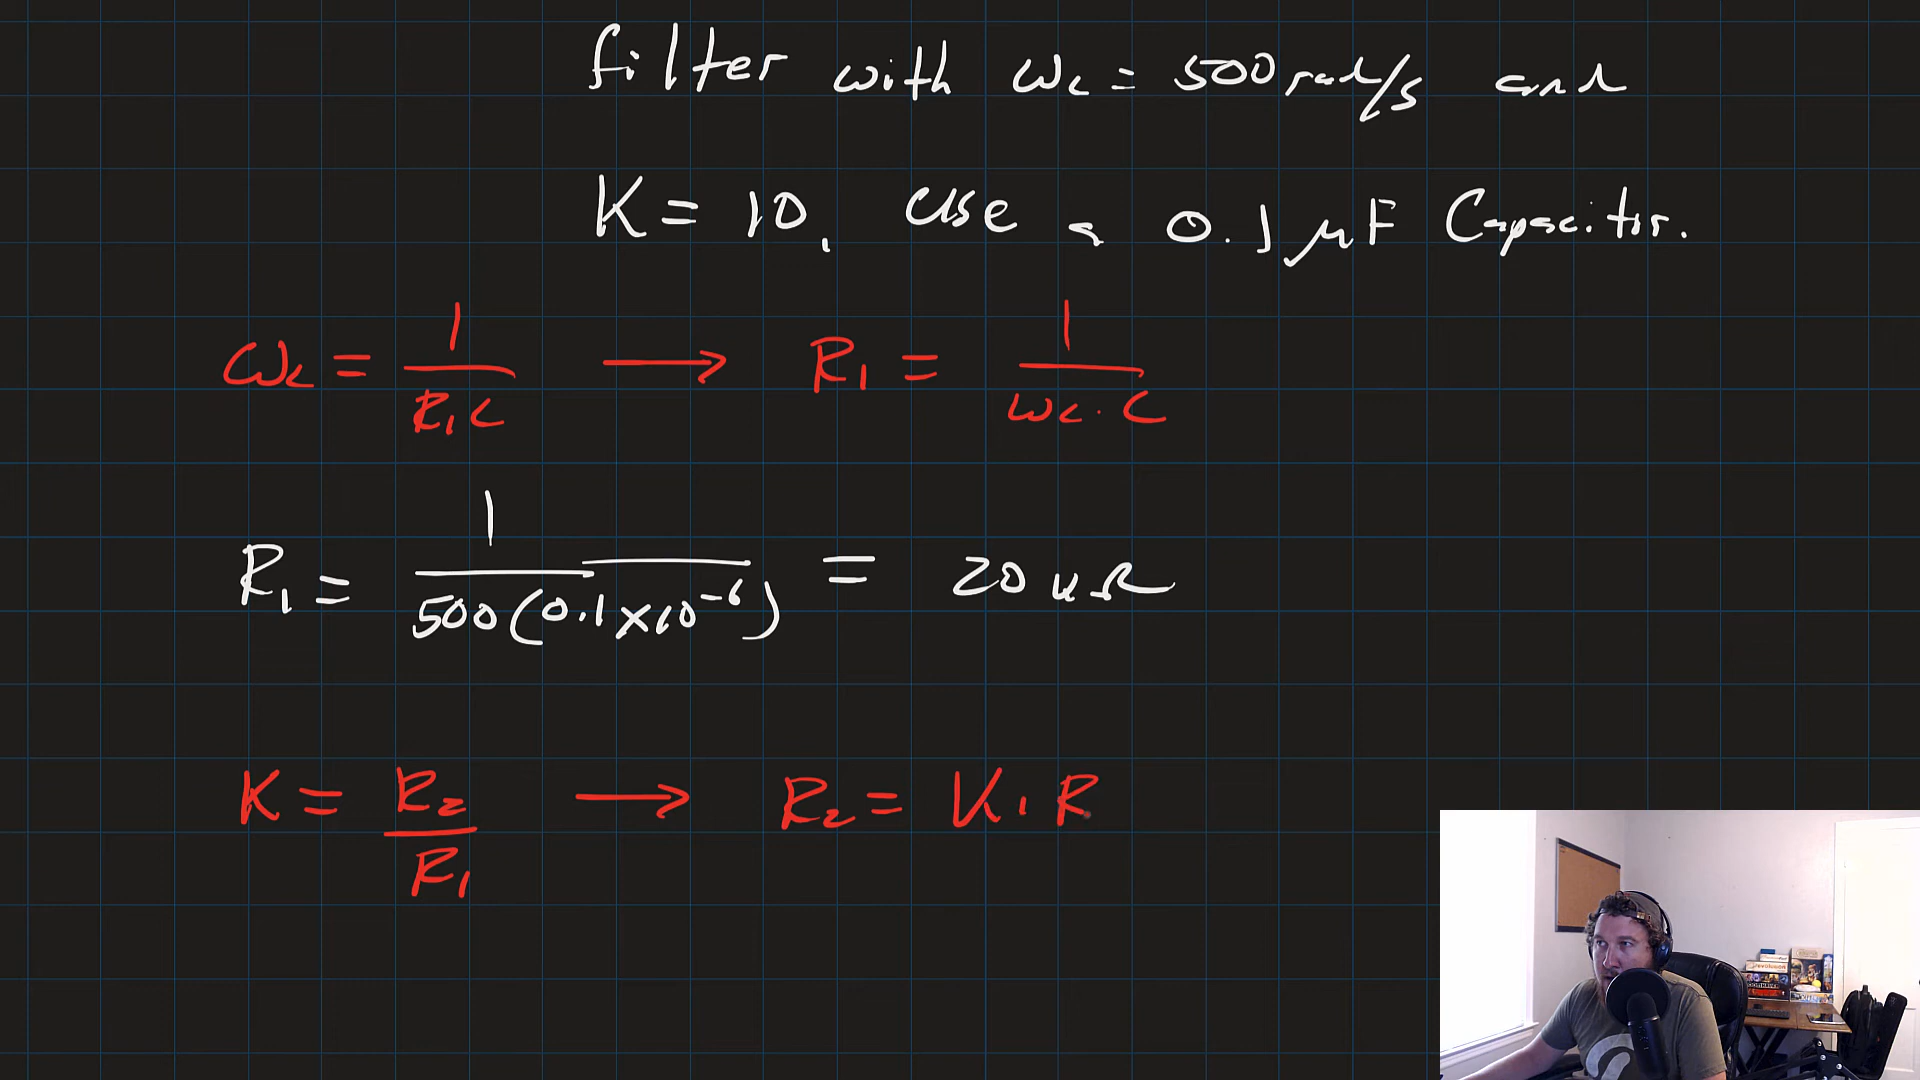 filter with ωc = 500 rad/s and
K = 10. Use a 0.1 μF Capacitor.
ωc = 1/(R1C) → R1 = 1/(ωc · C)
R1 = 1/(500(0.1×10^-6)) = 20 kΩ
K = R2/R1 → R2 = K · R